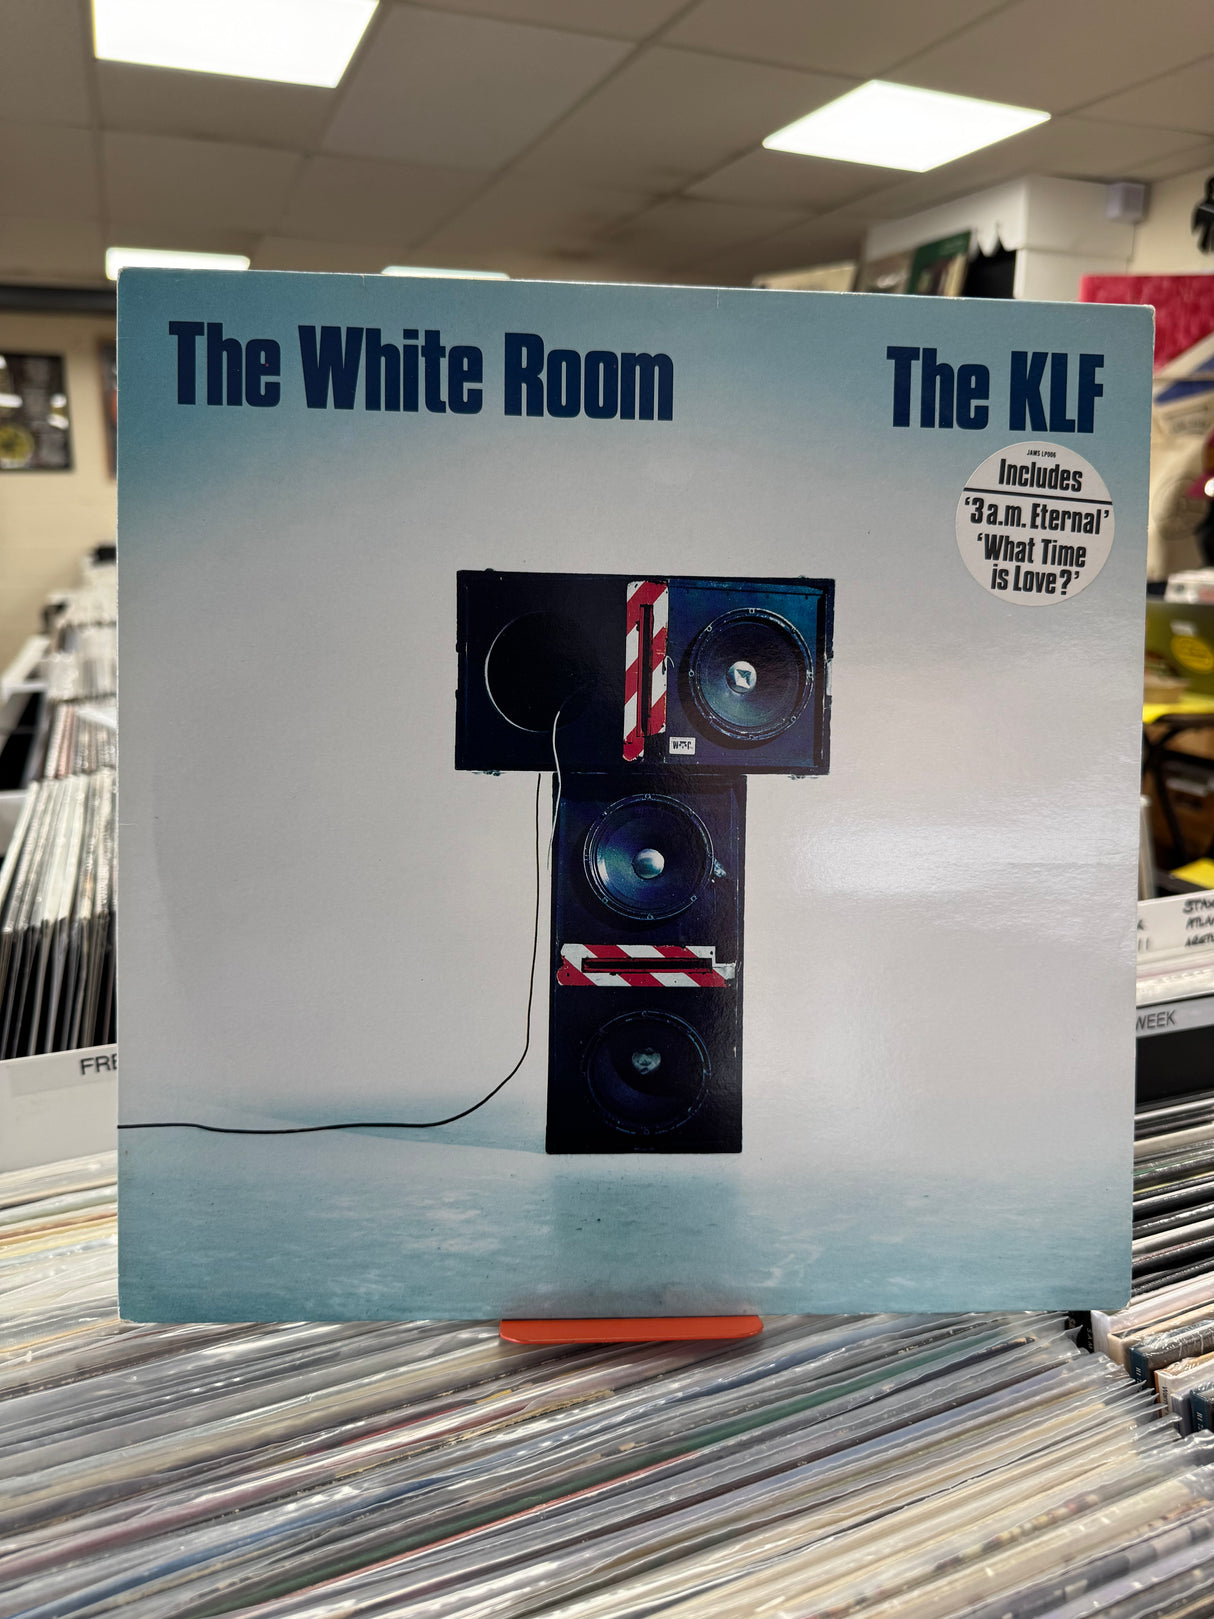 The White Room
The KLF
JAMS LP006
Includes
'3 a.m. Eternal'
'What Time
is Love?'
FRE
WEEK